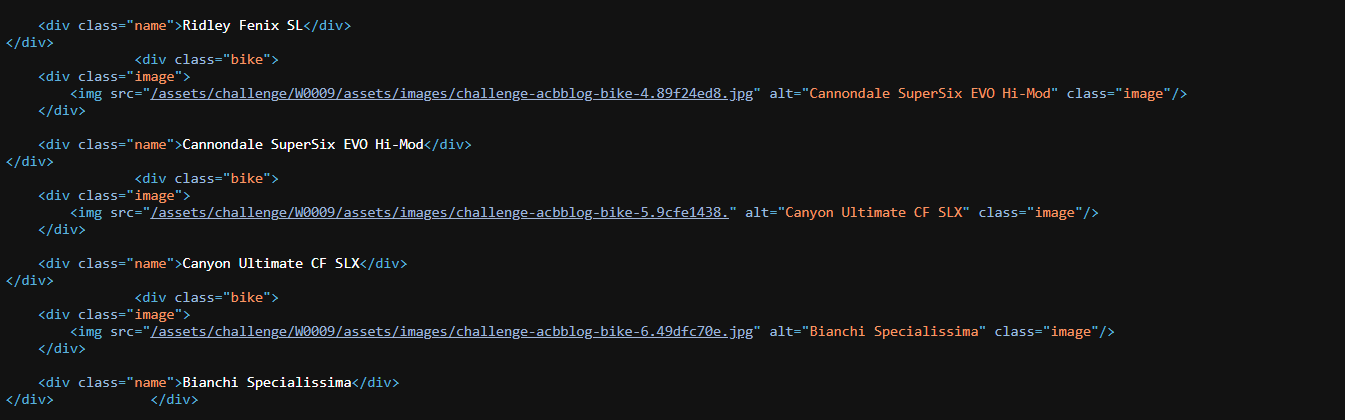 <div class="name">Ridley Fenix SL</div>
</div>
<div class="bike">
<div class="image">
<img src="/assets/challenge/W0009/assets/images/challenge-acbblog-bike-4.89f24ed8.jpg" alt="Cannondale SuperSix EVO Hi-Mod" class="image"/>
</div>
<div class="name">Cannondale SuperSix EVO Hi-Mod</div>
</div>
<div class="bike">
<div class="image">
<img src="/assets/challenge/W0009/assets/images/challenge-acbblog-bike-5.9cfe1438." alt="Canyon Ultimate CF SLX" class="image"/>
</div>
<div class="name">Canyon Ultimate CF SLX</div>
</div>
<div class="bike">
<div class="image">
<img src="/assets/challenge/W0009/assets/images/challenge-acbblog-bike-6.49dfc70e.jpg" alt="Bianchi Specialissima" class="image"/>
</div>
<div class="name">Bianchi Specialissima</div>
</div> </div>